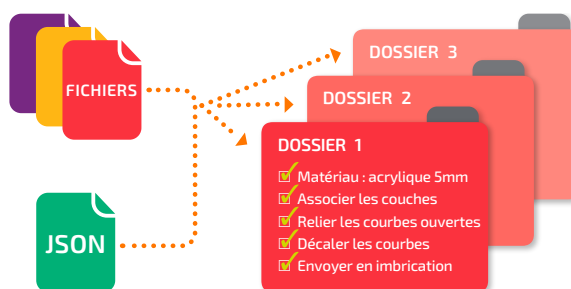 FICHIERS
JSON
DOSSIER 3
DOSSIER 2
DOSSIER 1
Matériau : acrylique 5mm
Associer les couches
Relier les courbes ouvertes
Décaler les courbes
Envoyer en imbrication